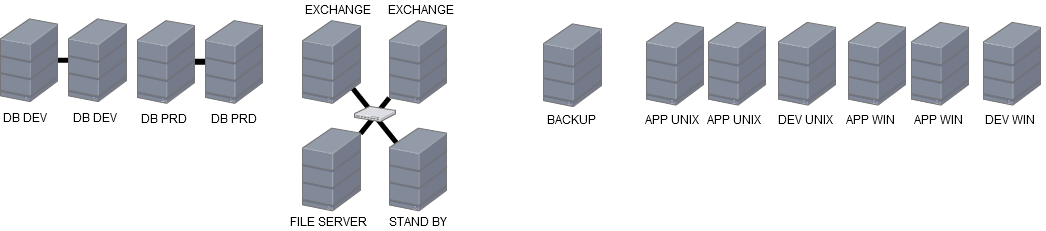 EXCHANGE EXCHANGE
DB DEV DB DEV DB PRD DB PRD
BACKUP APP UNIX APP UNIX DEV UNIX APP WIN APP WIN DEV WIN
FILE SERVER STAND BY